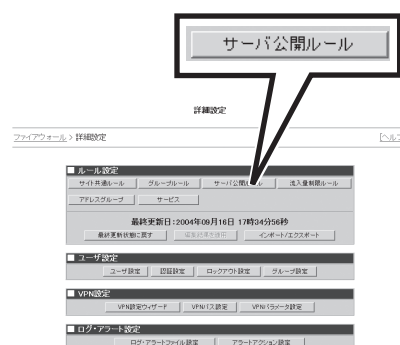 サーバ公開ルール
詳細設定
ファイアウォール > 詳細設定
[ヘルプ
■ ルール設定
サイト共通ルール グループルール サーバ公開ルール 流入量制限ルール
アドレスグループ サービス
最終更新日:2004年09月16日 17時34分56秒
最終更新状態に戻す 編集結果を適用 インポート/エクスポート
■ ユーザ設定
ユーザ設定 認証設定 ロックアウト設定 グループ設定
■ VPN設定
VPN設定ウィザード VPNパス設定 VPNパラメータ設定
■ ログ・アラート設定
ログ・アラートファイル設定 アラートアクション設定